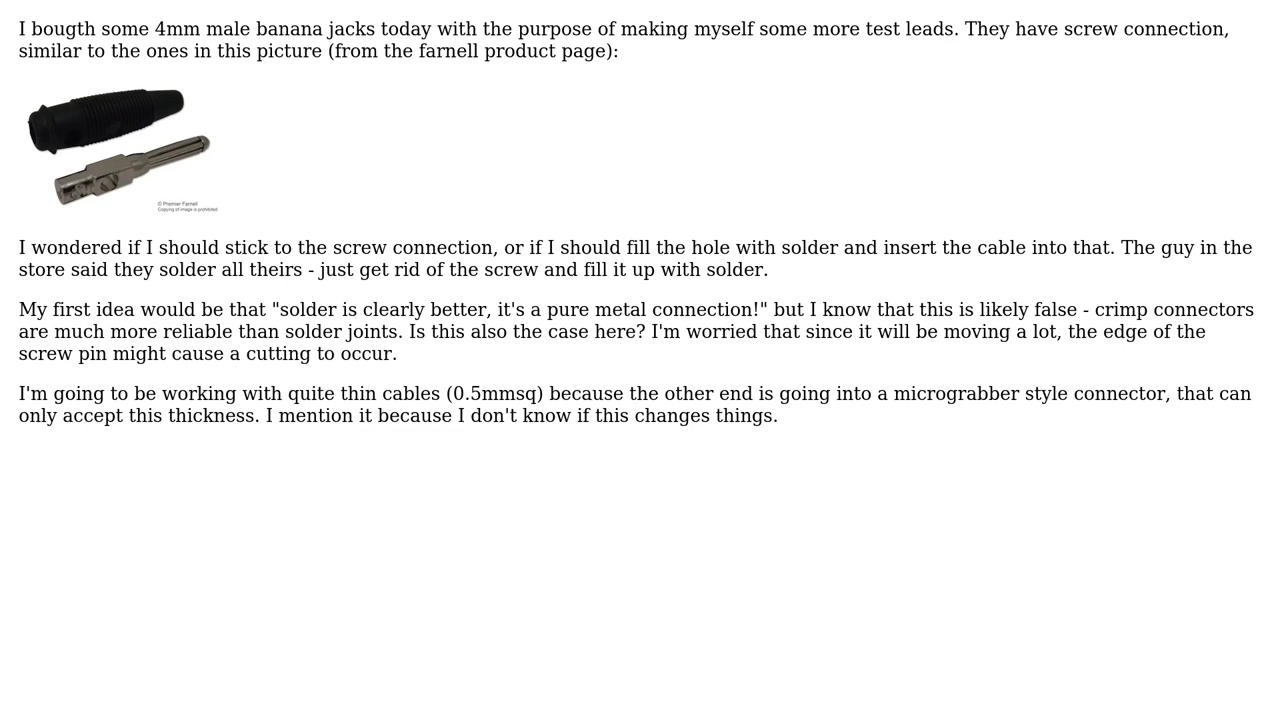 I bougth some 4mm male banana jacks today with the purpose of making myself some more test leads. They have screw connection,
similar to the ones in this picture (from the farnell product page):
© Premier Farnell
Copying of image is prohibited
I wondered if I should stick to the screw connection, or if I should fill the hole with solder and insert the cable into that. The guy in the
store said they solder all theirs - just get rid of the screw and fill it up with solder.
My first idea would be that "solder is clearly better, it's a pure metal connection!" but I know that this is likely false - crimp connectors
are much more reliable than solder joints. Is this also the case here? I'm worried that since it will be moving a lot, the edge of the
screw pin might cause a cutting to occur.
I'm going to be working with quite thin cables (0.5mmsq) because the other end is going into a micrograbber style connector, that can
only accept this thickness. I mention it because I don't know if this changes things.